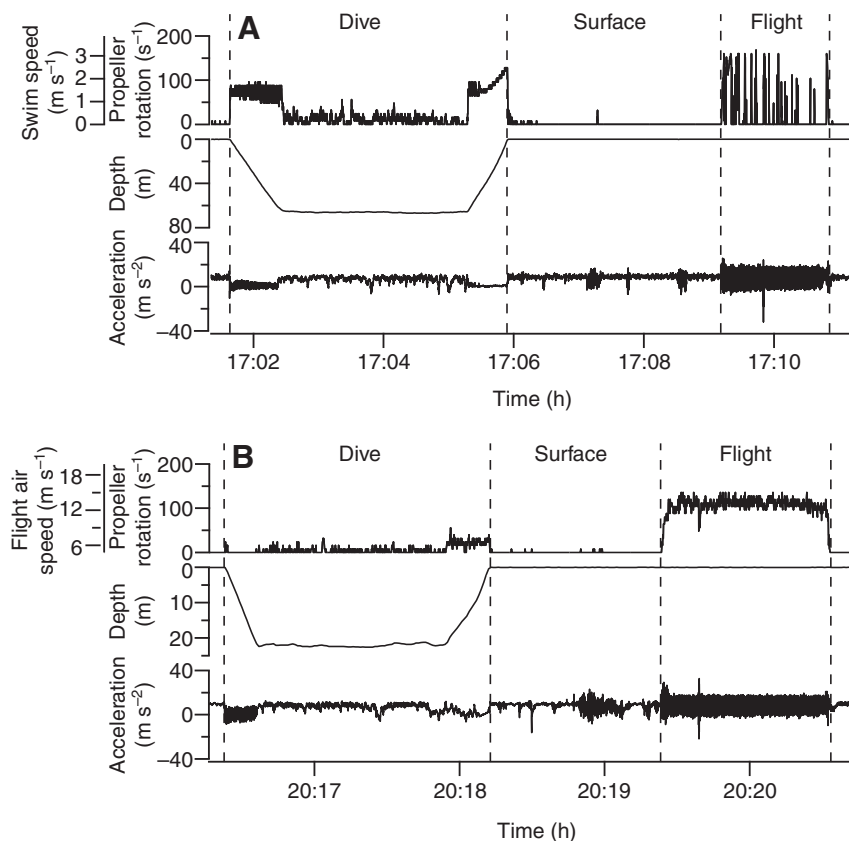 A
Dive
Surface
Flight
Swim speed
(m s⁻¹)
3
2
1
0
Propeller
rotation (s⁻¹)
200
100
0
Depth
(m)
0
40
80
Acceleration
(m s⁻²)
40
0
–40
17:02
17:04
17:06
17:08
17:10
Time (h)
B
Dive
Surface
Flight
Flight air
speed (m s⁻¹)
18
12
6
Propeller
rotation (s⁻¹)
200
100
0
Depth
(m)
0
10
20
Acceleration
(m s⁻²)
40
0
–40
20:17
20:18
20:19
20:20
Time (h)